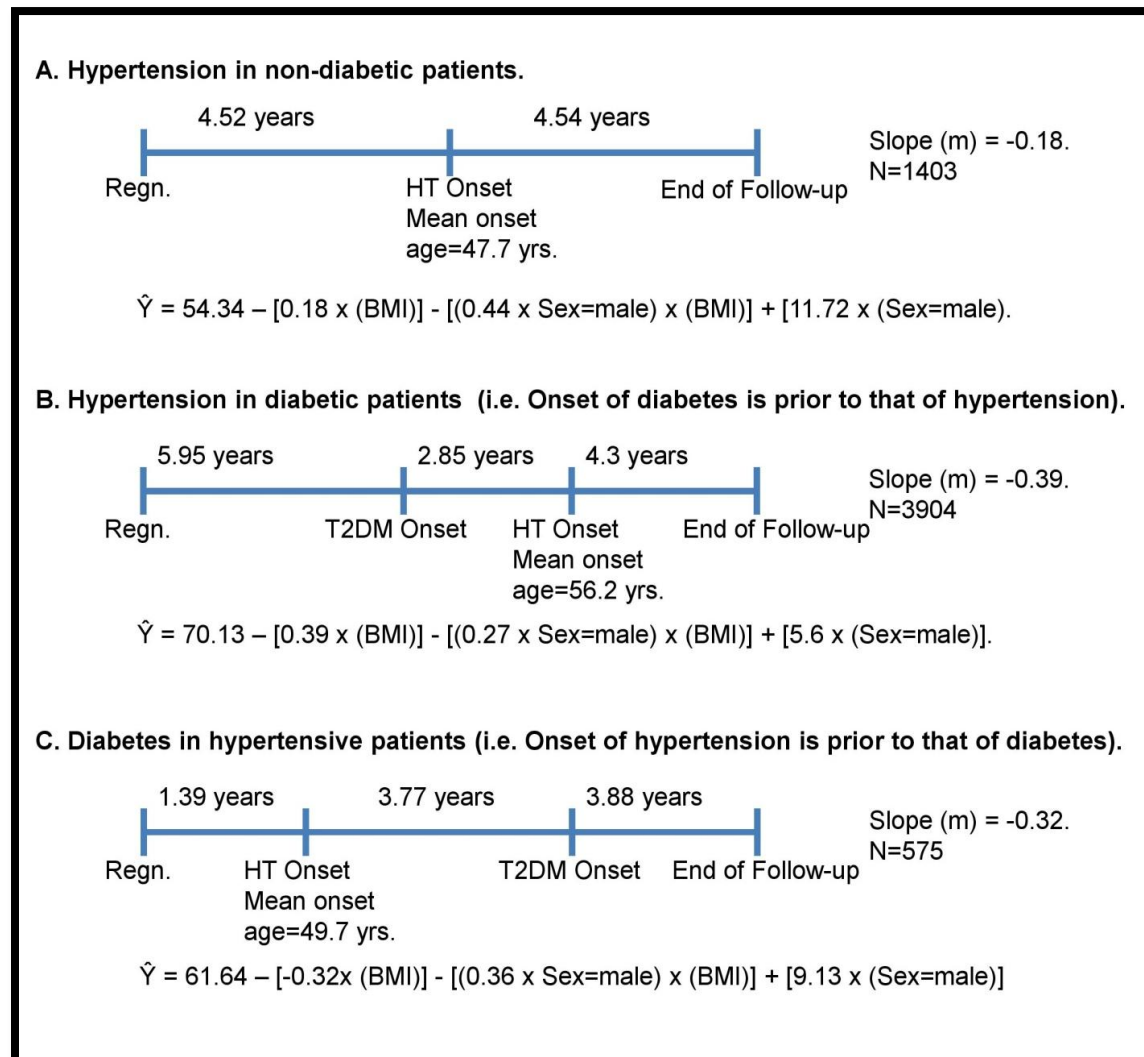 A. Hypertension in non-diabetic patients.
4.52 years
4.54 years
Slope (m) = -0.18.
N=1403
Regn.
HT Onset
Mean onset
age=47.7 yrs.
End of Follow-up
Ŷ = 54.34 – [0.18 x (BMI)] - [(0.44 x Sex=male) x (BMI)] + [11.72 x (Sex=male).
B. Hypertension in diabetic patients  (i.e. Onset of diabetes is prior to that of hypertension).
5.95 years
2.85 years
4.3 years
Slope (m) = -0.39.
N=3904
Regn.
T2DM Onset
HT Onset
Mean onset
age=56.2 yrs.
End of Follow-up
Ŷ = 70.13 – [0.39 x (BMI)] - [(0.27 x Sex=male) x (BMI)] + [5.6 x (Sex=male)].
C. Diabetes in hypertensive patients (i.e. Onset of hypertension is prior to that of diabetes).
1.39 years
3.77 years
3.88 years
Slope (m) = -0.32.
N=575
Regn.
HT Onset
Mean onset
age=49.7 yrs.
T2DM Onset
End of Follow-up
Ŷ = 61.64 – [-0.32x (BMI)] - [(0.36 x Sex=male) x (BMI)] + [9.13 x (Sex=male)]